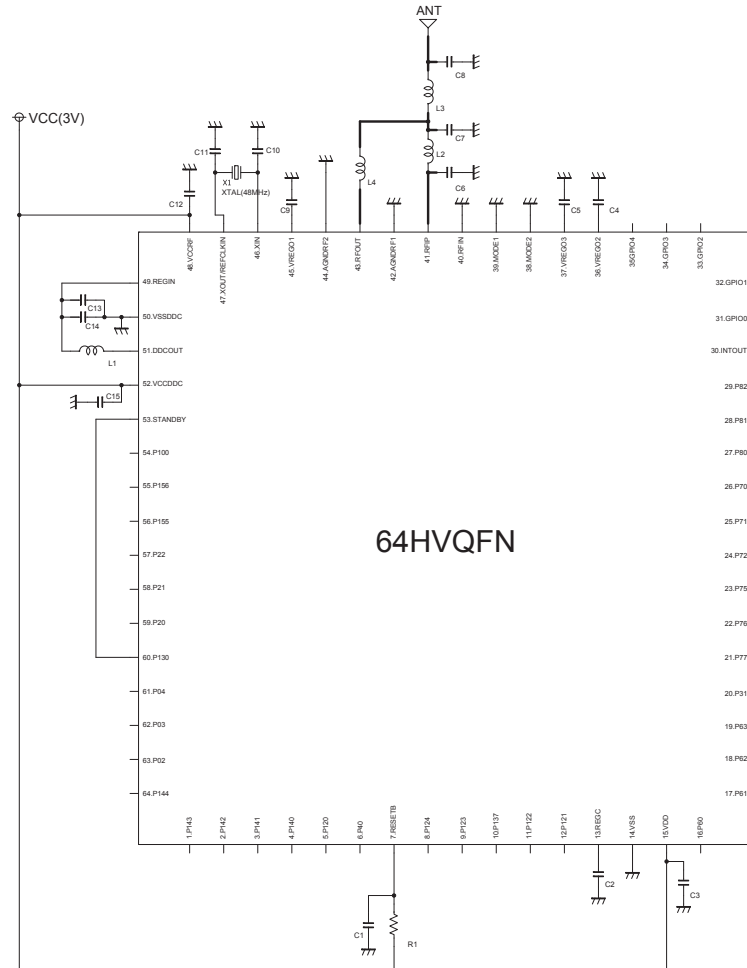 ANT
C8
L3
VCC(3V)
C11
C10
C7
X1
XTAL(48MHz)
L4
L2
C12
C9
C6
C5
C4
48.VCCRF
47.XOUT/REFCLKIN
46.XIN
45.VREGO1
44.AGNDRF2
43.RFOUT
42.AGNDRF1
41.RFIP
40.RFIN
39.MODE1
38.MODE2
37.VREGO3
36.VREGO2
35GPIO4
34.GPIO3
33.GPIO2
49.REGIN
32.GPIO1
C13
50.VSSDDC
31.GPIO0
C14
51.DDCOUT
30.INTOUT
L1
52.VCCDDC
29.P82
C15
53.STANDBY
28.P81
54.P100
27.P80
55.P156
26.P70
56.P155
25.P71
64HVQFN
57.P22
24.P72
58.P21
23.P75
59.P20
22.P76
60.P130
21.P77
61.P04
20.P31
62.P03
19.P63
63.P02
18.P62
64.P144
17.P61
1.P143
2.P142
3.P141
4.P140
5.P120
6.P40
7.RESETB
8.P124
9.P123
10.P137
11.P122
12.P121
13.REGC
14.VSS
15.VDD
16.P60
C2
C3
C1
R1